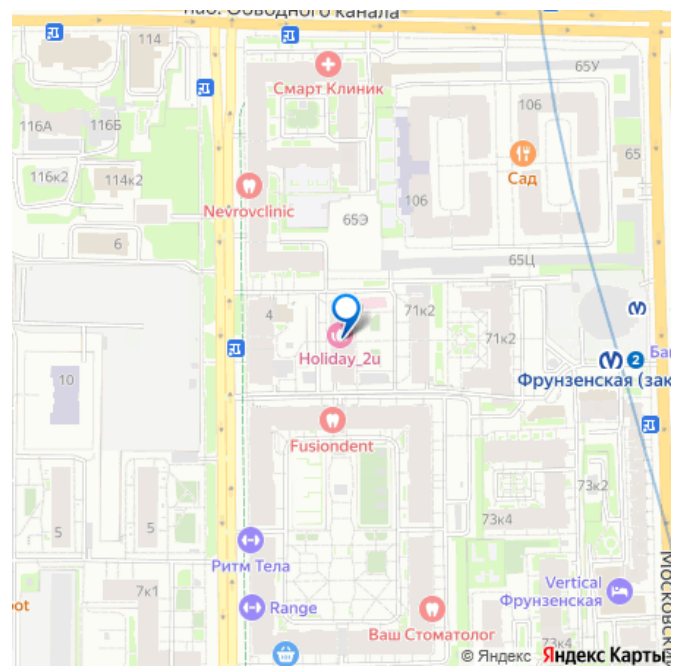 наб. Обводного канала
114
65У
Смарт Клиник
106
116А
116Б
65
Сад
116к2
114к2
Nevrovclinic
106
65Э
6
65Ц
4
71к2
71к2
Holiday_2u
2
Фрунзенская (зак
10
Fusiondent
73к2
5
5
73к4
Ритм Тела
7к1
Vertical
Фрунзенская
Range
Ваш Стоматолог
73к4
Московск
© Яндекс Яндекс Карты